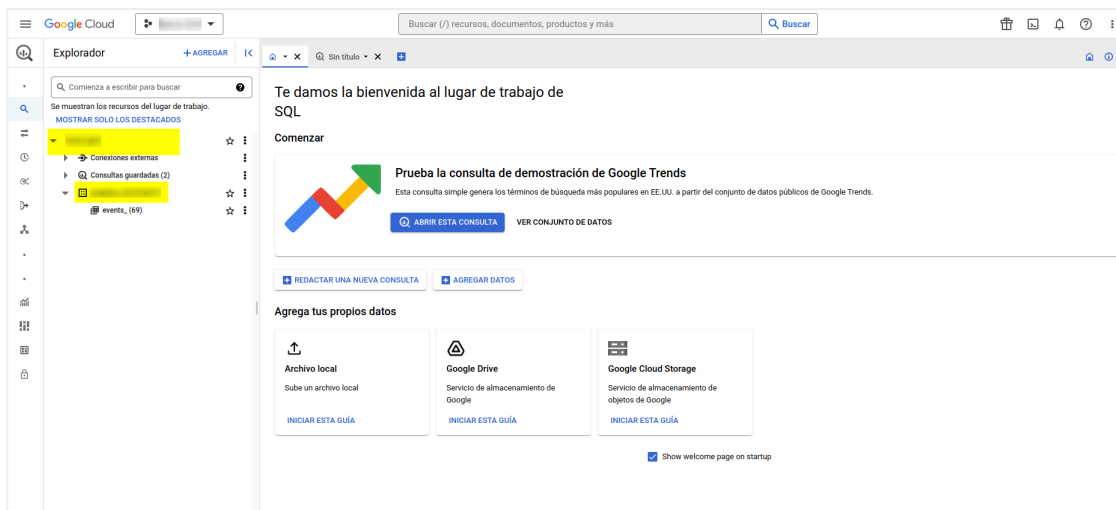 Google Cloud
Buscar (/) recursos, documentos, productos y más
Buscar
Explorador
+ AGREGAR
Sin título
Comienza a escribir para buscar
Se muestran los recursos del lugar de trabajo.
MOSTRAR SOLO LOS DESTACADOS
Conexiones externas
Consultas guardadas (2)
events_ (69)
Te damos la bienvenida al lugar de trabajo de
SQL
Comenzar
Prueba la consulta de demostración de Google Trends
Esta consulta simple genera los términos de búsqueda más populares en EE.UU. a partir del conjunto de datos públicos de Google Trends.
ABRIR ESTA CONSULTA
VER CONJUNTO DE DATOS
REDACTAR UNA NUEVA CONSULTA
AGREGAR DATOS
Agrega tus propios datos
Archivo local
Sube un archivo local
INICIAR ESTA GUÍA
Google Drive
Servicio de almacenamiento de
Google
INICIAR ESTA GUÍA
Google Cloud Storage
Servicio de almacenamiento de
objetos de Google
INICIAR ESTA GUÍA
Show welcome page on startup